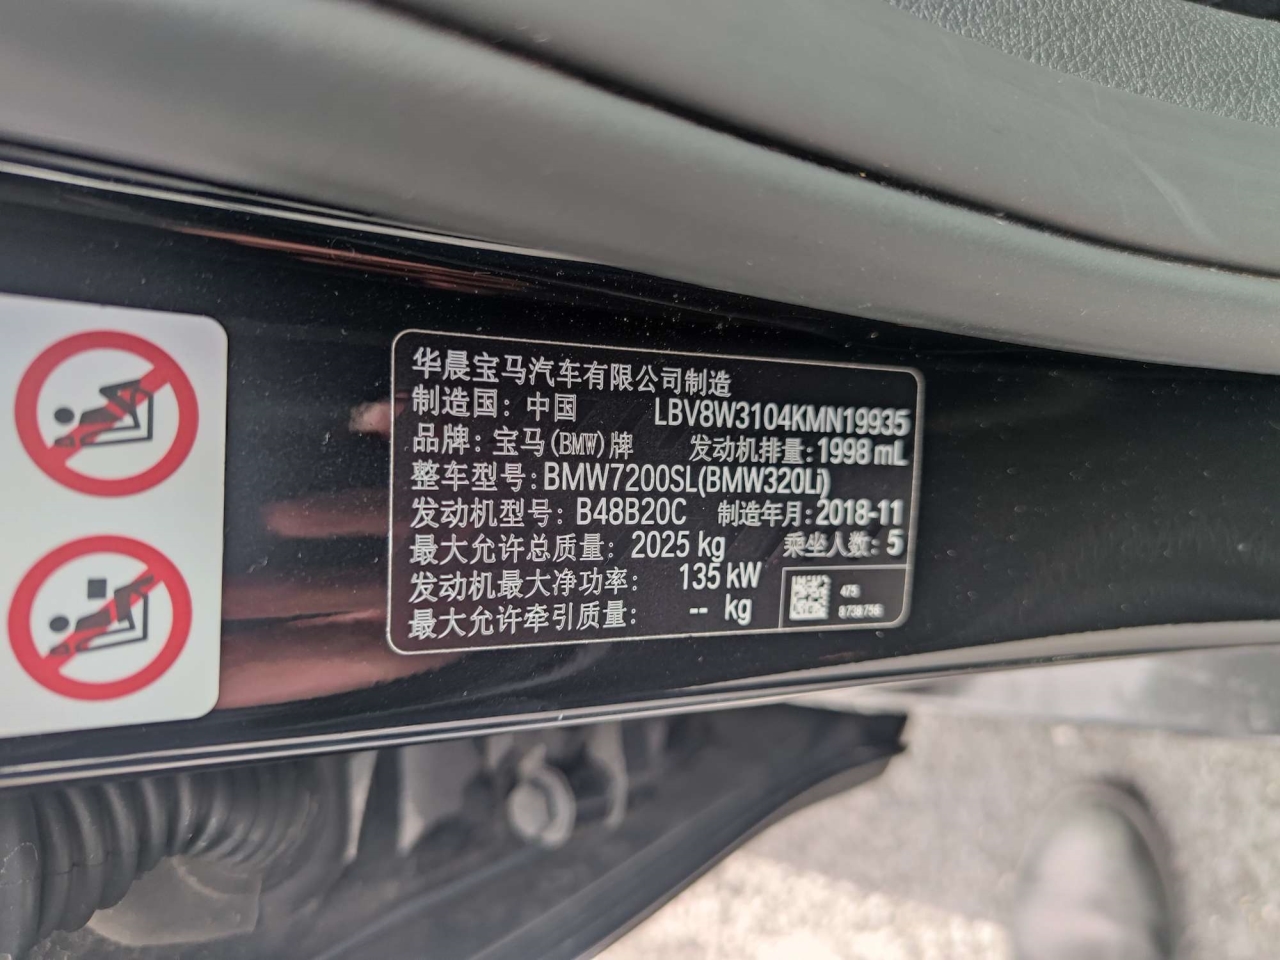 华晨宝马汽车有限公司制造
制造国：中国 LBV8W3104KMN19935
品牌：宝马(BMW)牌 发动机排量：1998 mL
整车型号：BMW7200SL(BMW320Li)
发动机型号：B48B20C 制造年月：2018-11
最大允许总质量：2025 kg 乘坐人数：5
发动机最大净功率：135 kW
最大允许牵引质量：-- kg
475
8738756